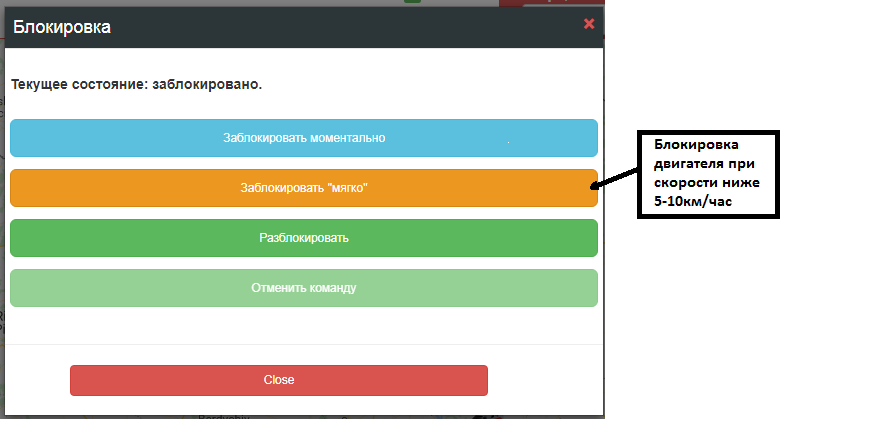 Блокировка
Текущее состояние: заблокировано.
Заблокировать моментально
Заблокировать "мягко"
Блокировка
двигателя при
скорости ниже
5-10км/час
Разблокировать
Отменить команду
Close